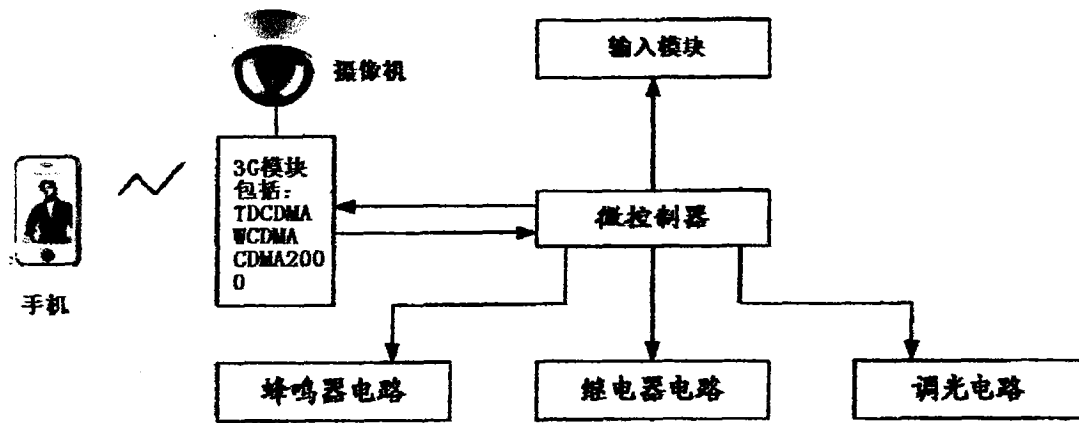 输入模块
摄像机
3G模块
包括：
TDCDMA
WCDMA
CDMA200
0
微控制器
手机
蜂鸣器电路
继电器电路
调光电路